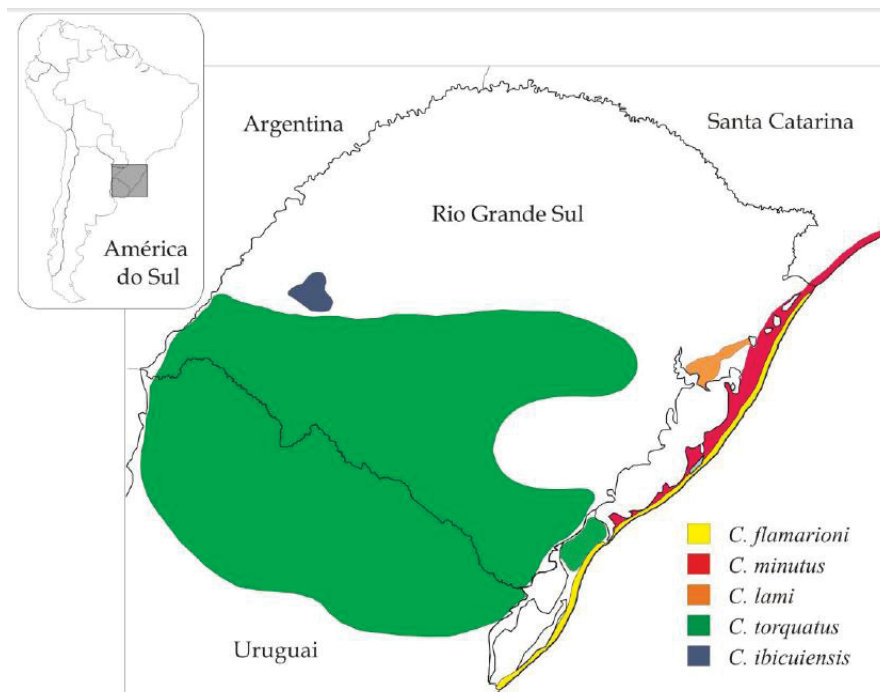 América
do Sul
Argentina
Santa Catarina
Rio Grande Sul
Uruguai
C. flamarioni
C. minutus
C. lami
C. torquatus
C. ibicuiensis